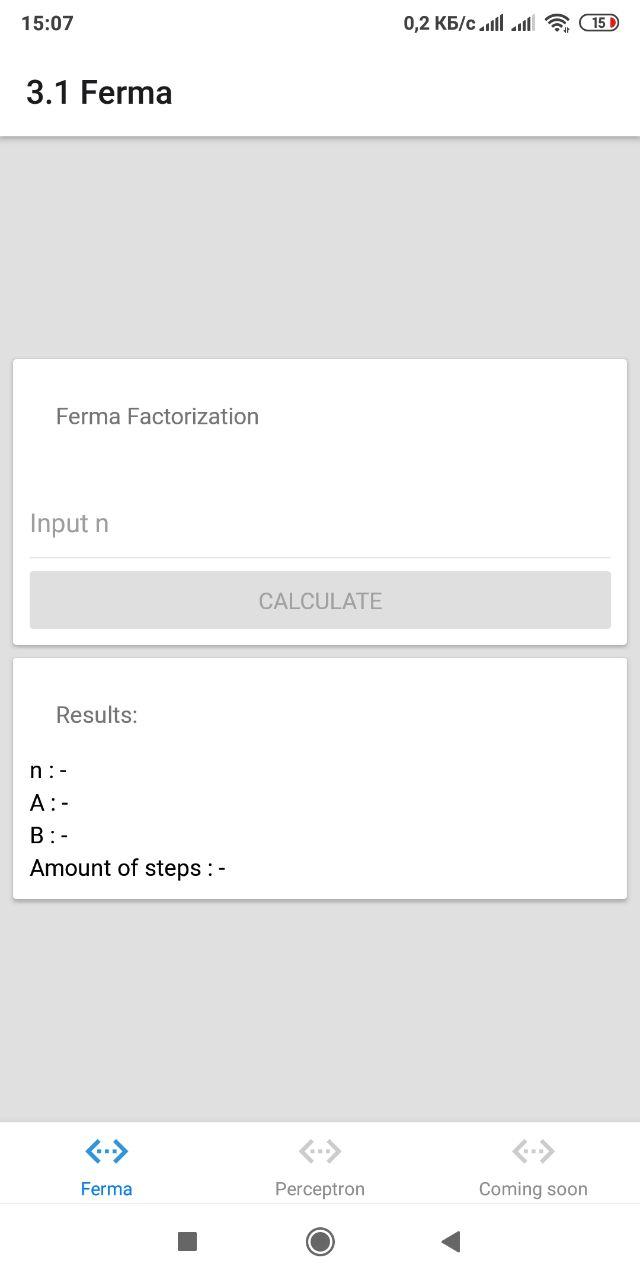 15:07 0,2 КБ/с 15
3.1 Ferma
Ferma Factorization
Input n
CALCULATE
Results:
n : -
A : -
B : -
Amount of steps : -
Ferma Perceptron Coming soon